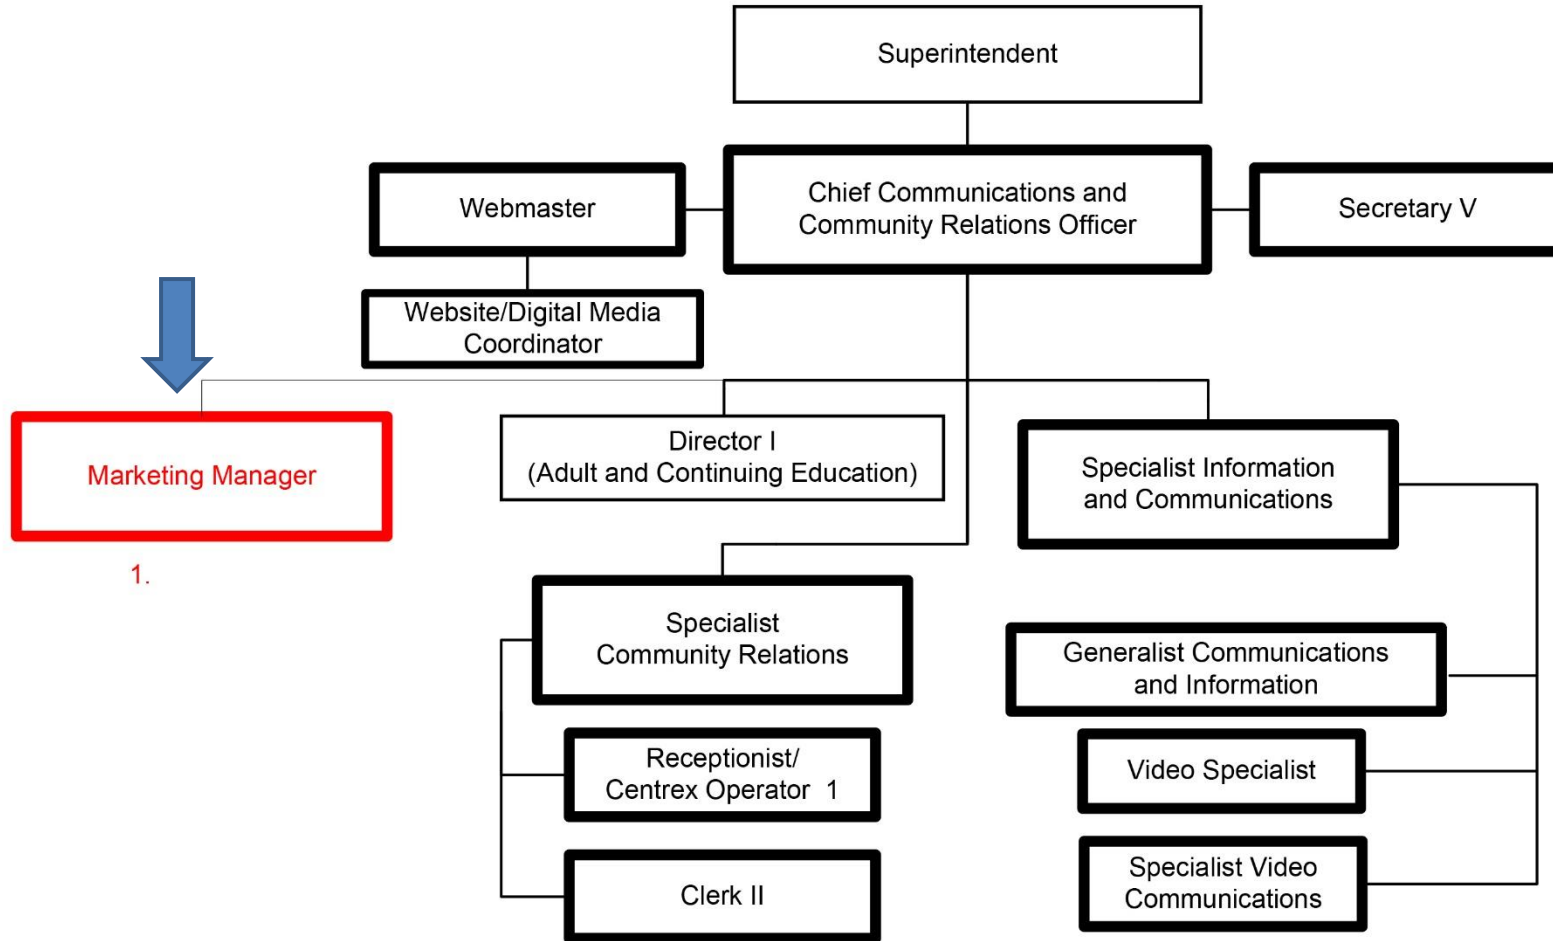 Superintendent
Chief Communications and
Community Relations Officer
Webmaster
Secretary V
Website/Digital Media
Coordinator
Marketing Manager
1.
Director I
(Adult and Continuing Education)
Specialist Information
and Communications
Specialist
Community Relations
Generalist Communications
and Information
Receptionist/
Centrex Operator 1
Video Specialist
Clerk II
Specialist Video
Communications